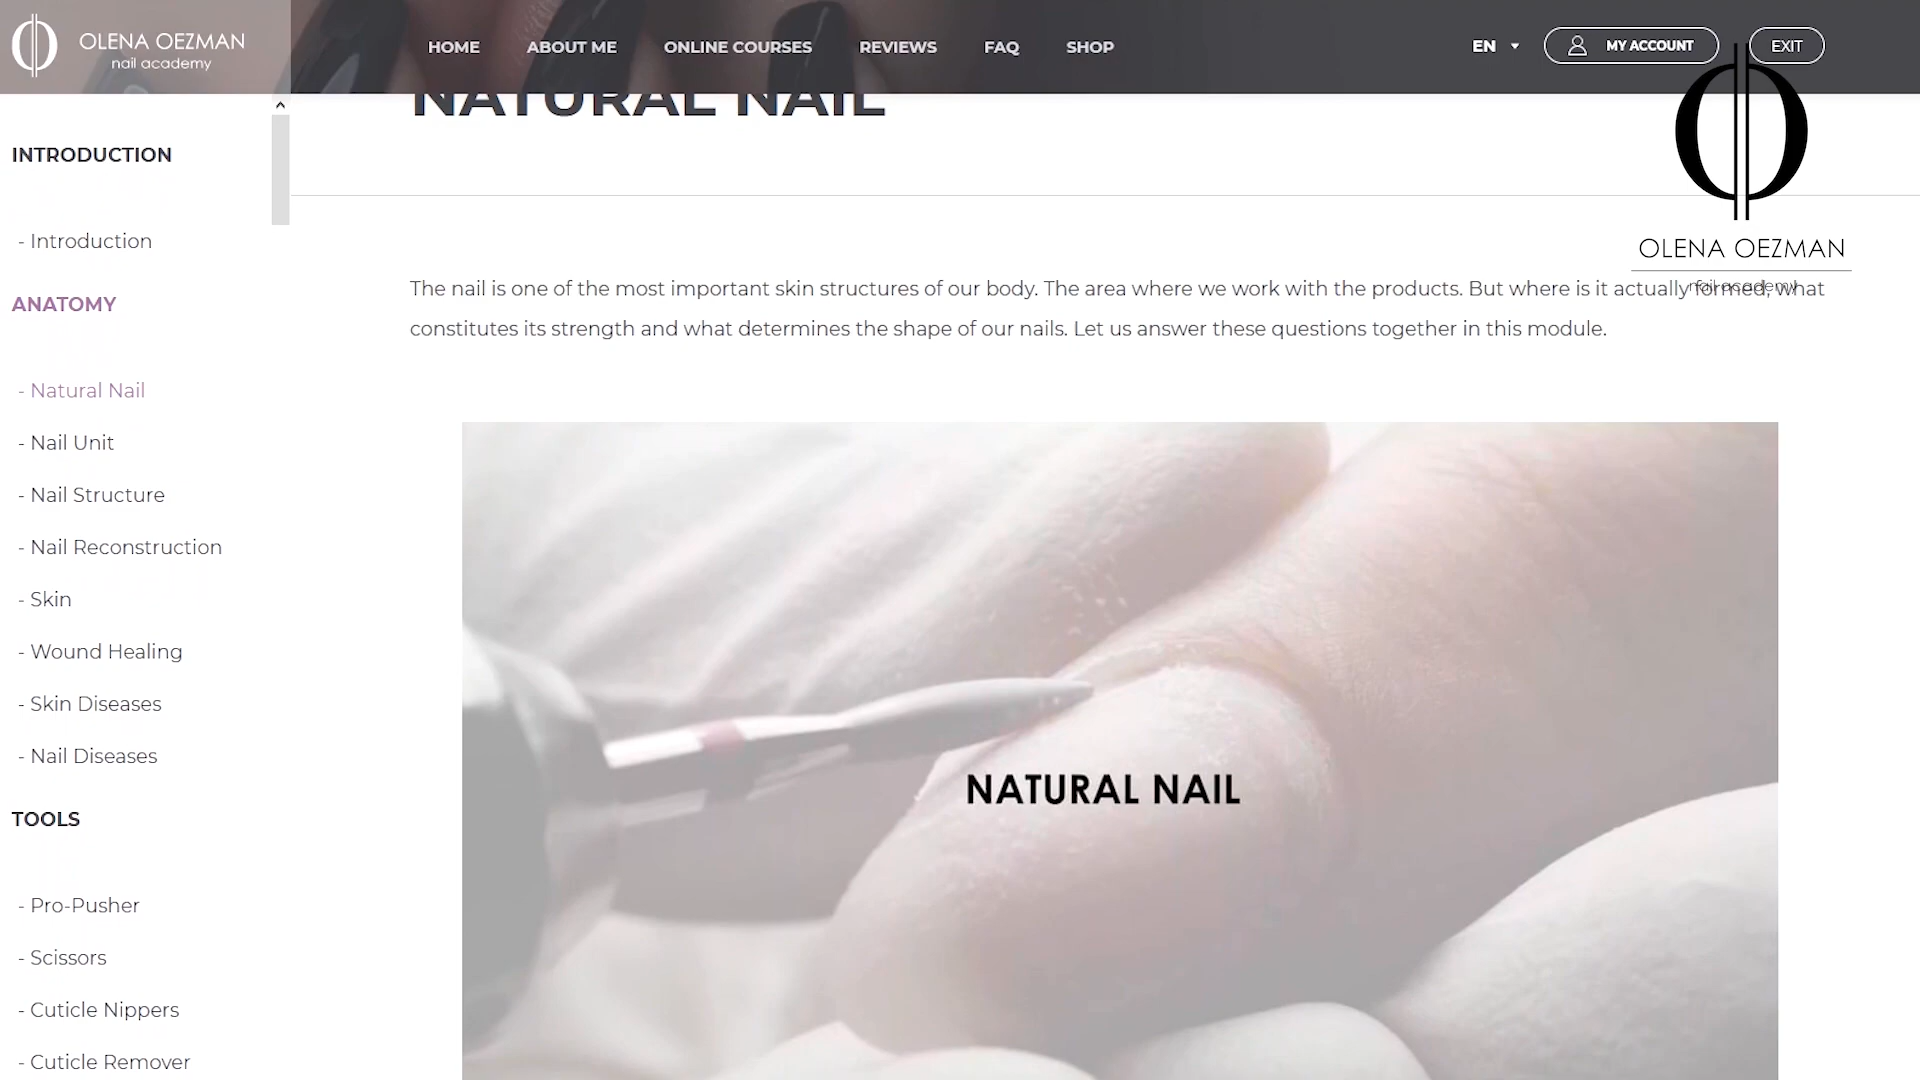 OLENA OEZMAN
nail academy
HOME
ABOUT ME
ONLINE COURSES
REVIEWS
FAQ
SHOP
EN
MY ACCOUNT
EXIT
NATURAL NAIL
OLENA OEZMAN
nail academy
INTRODUCTION
- Introduction
ANATOMY
- Natural Nail
- Nail Unit
- Nail Structure
- Nail Reconstruction
- Skin
- Wound Healing
- Skin Diseases
- Nail Diseases
TOOLS
- Pro-Pusher
- Scissors
- Cuticle Nippers
- Cuticle Remover
The nail is one of the most important skin structures of our body. The area where we work with the products. But where is it actually formed, what
constitutes its strength and what determines the shape of our nails. Let us answer these questions together in this module.
NATURAL NAIL